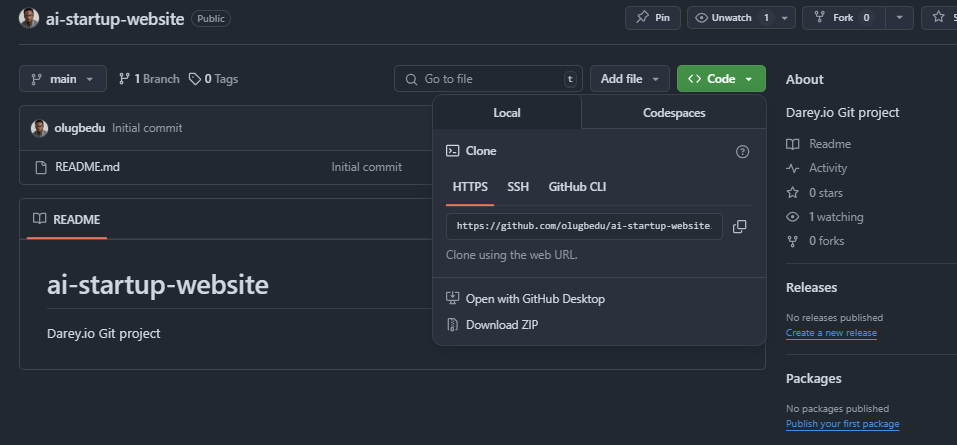 ai-startup-website Public
Pin
Unwatch 1
Fork 0
main
1 Branch
0 Tags
Go to file t
Add file
Code
olugbedu Initial commit
README.md Initial commit
README
ai-startup-website
Darey.io Git project
Local
Codespaces
Clone
HTTPS
SSH
GitHub CLI
https://github.com/olugbedu/ai-startup-website
Clone using the web URL.
Open with GitHub Desktop
Download ZIP
About
Darey.io Git project
Readme
Activity
0 stars
1 watching
0 forks
Releases
No releases published
Create a new release
Packages
No packages published
Publish your first package